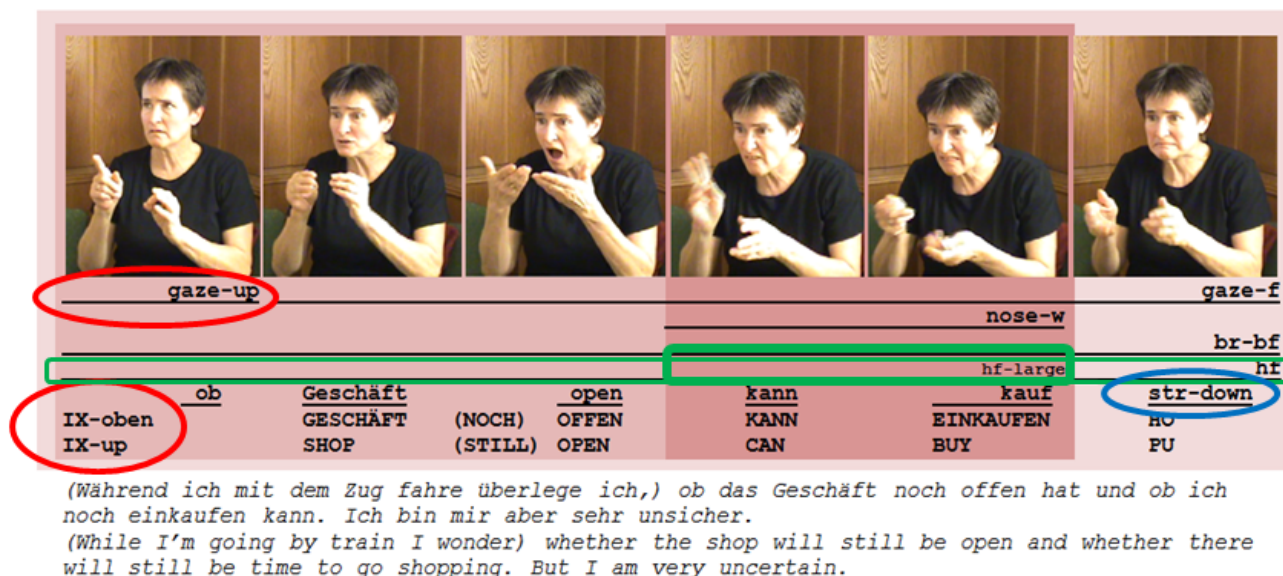 gaze-up gaze-f
nose-w
br-bf
hf-large hf
ob Geschäft open kann kauf str-down
IX-oben GESCHÄFT (NOCH) OFFEN KANN EINKAUFEN HO
IX-up SHOP (STILL) OPEN CAN BUY PU
(Während ich mit dem Zug fahre überlege ich,) ob das Geschäft noch offen hat und ob ich
noch einkaufen kann. Ich bin mir aber sehr unsicher.
(While I'm going by train I wonder) whether the shop will still be open and whether there
will still be time to go shopping. But I am very uncertain.